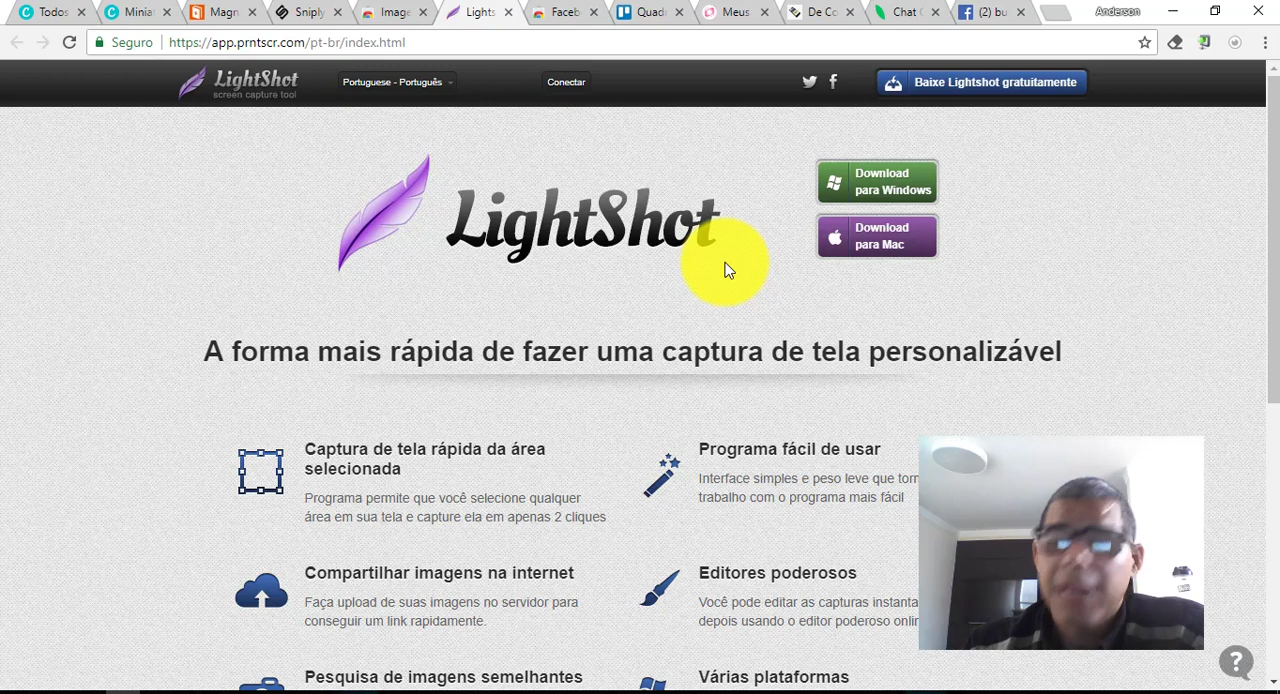 Todos
Minia
Magn
Sniply
Image
Lights
Faceb
Quad
Meus
De Co
Chat
(2) bu
Anderson
Seguro
https://app.prntscr.com/pt-br/index.html
LightShot
screen capture tool
Portuguese - Português
Conectar
Baixe Lightshot gratuitamente
LightShot
Download
para Windows
Download
para Mac
A forma mais rápida de fazer uma captura de tela personalizável
Captura de tela rápida da área
selecionada
Programa permite que você selecione qualquer
área em sua tela e capture ela em apenas 2 cliques
Programa fácil de usar
Interface simples e peso leve que torn
trabalho com o programa mais fácil
Compartilhar imagens na internet
Faça upload de suas imagens no servidor para
conseguir um link rapidamente.
Editores poderosos
Você pode editar as capturas instanta
depois usando o editor poderoso onlin
Pesquisa de imagens semelhantes
Várias plataformas
?